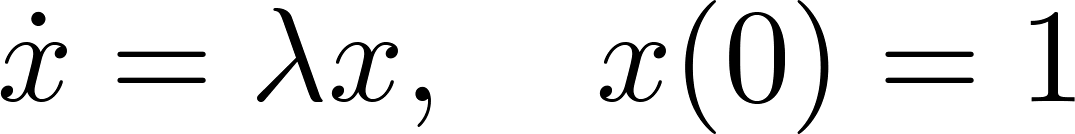 ẋ = λx, x(0) = 1